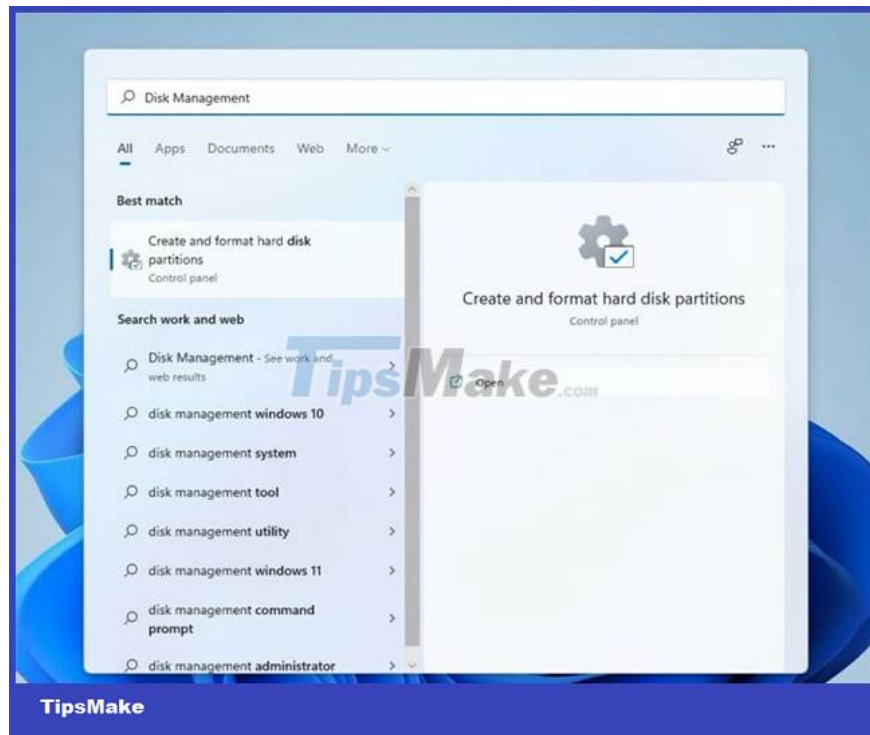 Disk Management
All Apps Documents Web More
Best match
Create and format hard disk
partitions
Control panel
Search work and web
Disk Management - See work and
web results
disk management windows 10
disk management system
disk management tool
disk management utility
disk management windows 11
disk management command
prompt
disk management administrator
Create and format hard disk partitions
Control panel
Open
TipsMake.com
TipsMake